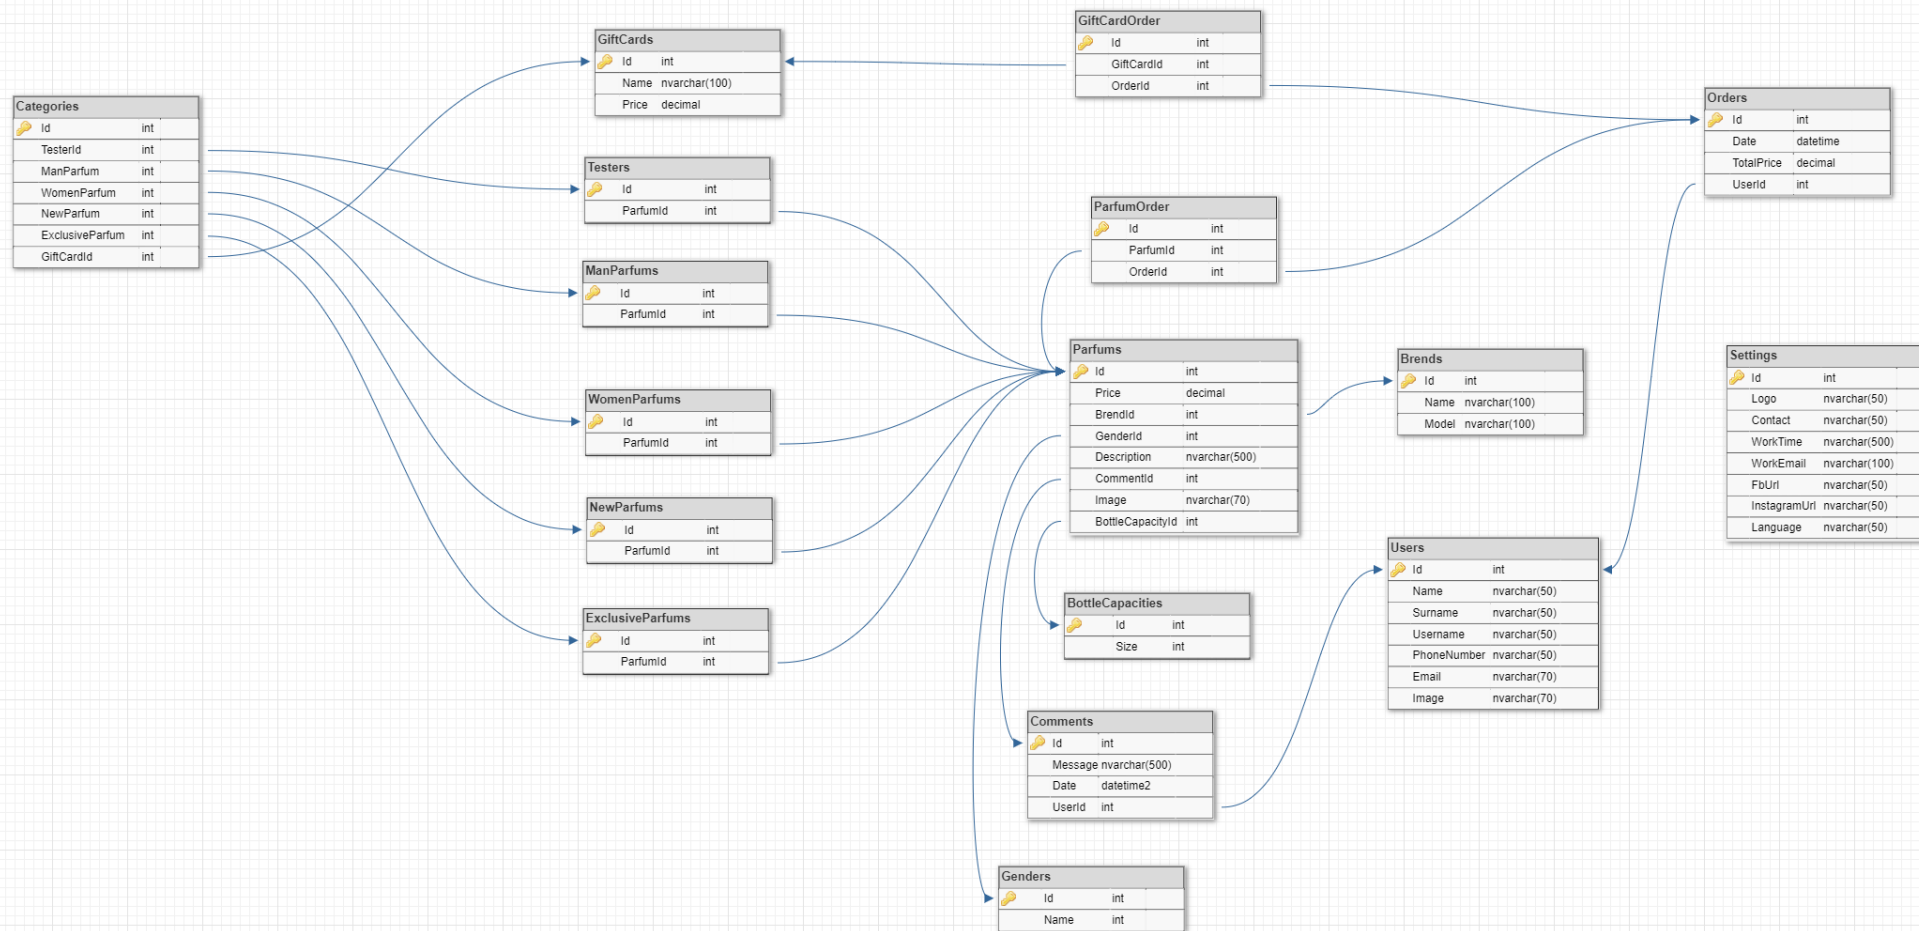 Categories
Id int
TesterId int
ManParfum int
WomenParfum int
NewParfum int
ExclusiveParfum int
GiftCardId int
GiftCards
Id int
Name nvarchar(100)
Price decimal
Testers
Id int
ParfumId int
ManParfums
Id int
ParfumId int
WomenParfums
Id int
ParfumId int
NewParfums
Id int
ParfumId int
ExclusiveParfums
Id int
ParfumId int
GiftCardOrder
Id int
GiftCardId int
OrderId int
ParfumOrder
Id int
ParfumId int
OrderId int
Parfums
Id int
Price decimal
BrendId int
GenderId int
Description nvarchar(500)
CommentId int
Image nvarchar(70)
BottleCapacityId int
BottleCapacities
Id int
Size int
Comments
Id int
Message nvarchar(500)
Date datetime2
UserId int
Genders
Id int
Name int
Brends
Id int
Name nvarchar(100)
Model nvarchar(100)
Users
Id int
Name nvarchar(50)
Surname nvarchar(50)
Username nvarchar(50)
PhoneNumber nvarchar(50)
Email nvarchar(70)
Image nvarchar(70)
Orders
Id int
Date datetime
TotalPrice decimal
UserId int
Settings
Id int
Logo nvarchar(50)
Contact nvarchar(50)
WorkTime nvarchar(500)
WorkEmail nvarchar(100)
FbUrl nvarchar(50)
InstagramUrl nvarchar(50)
Language nvarchar(50)